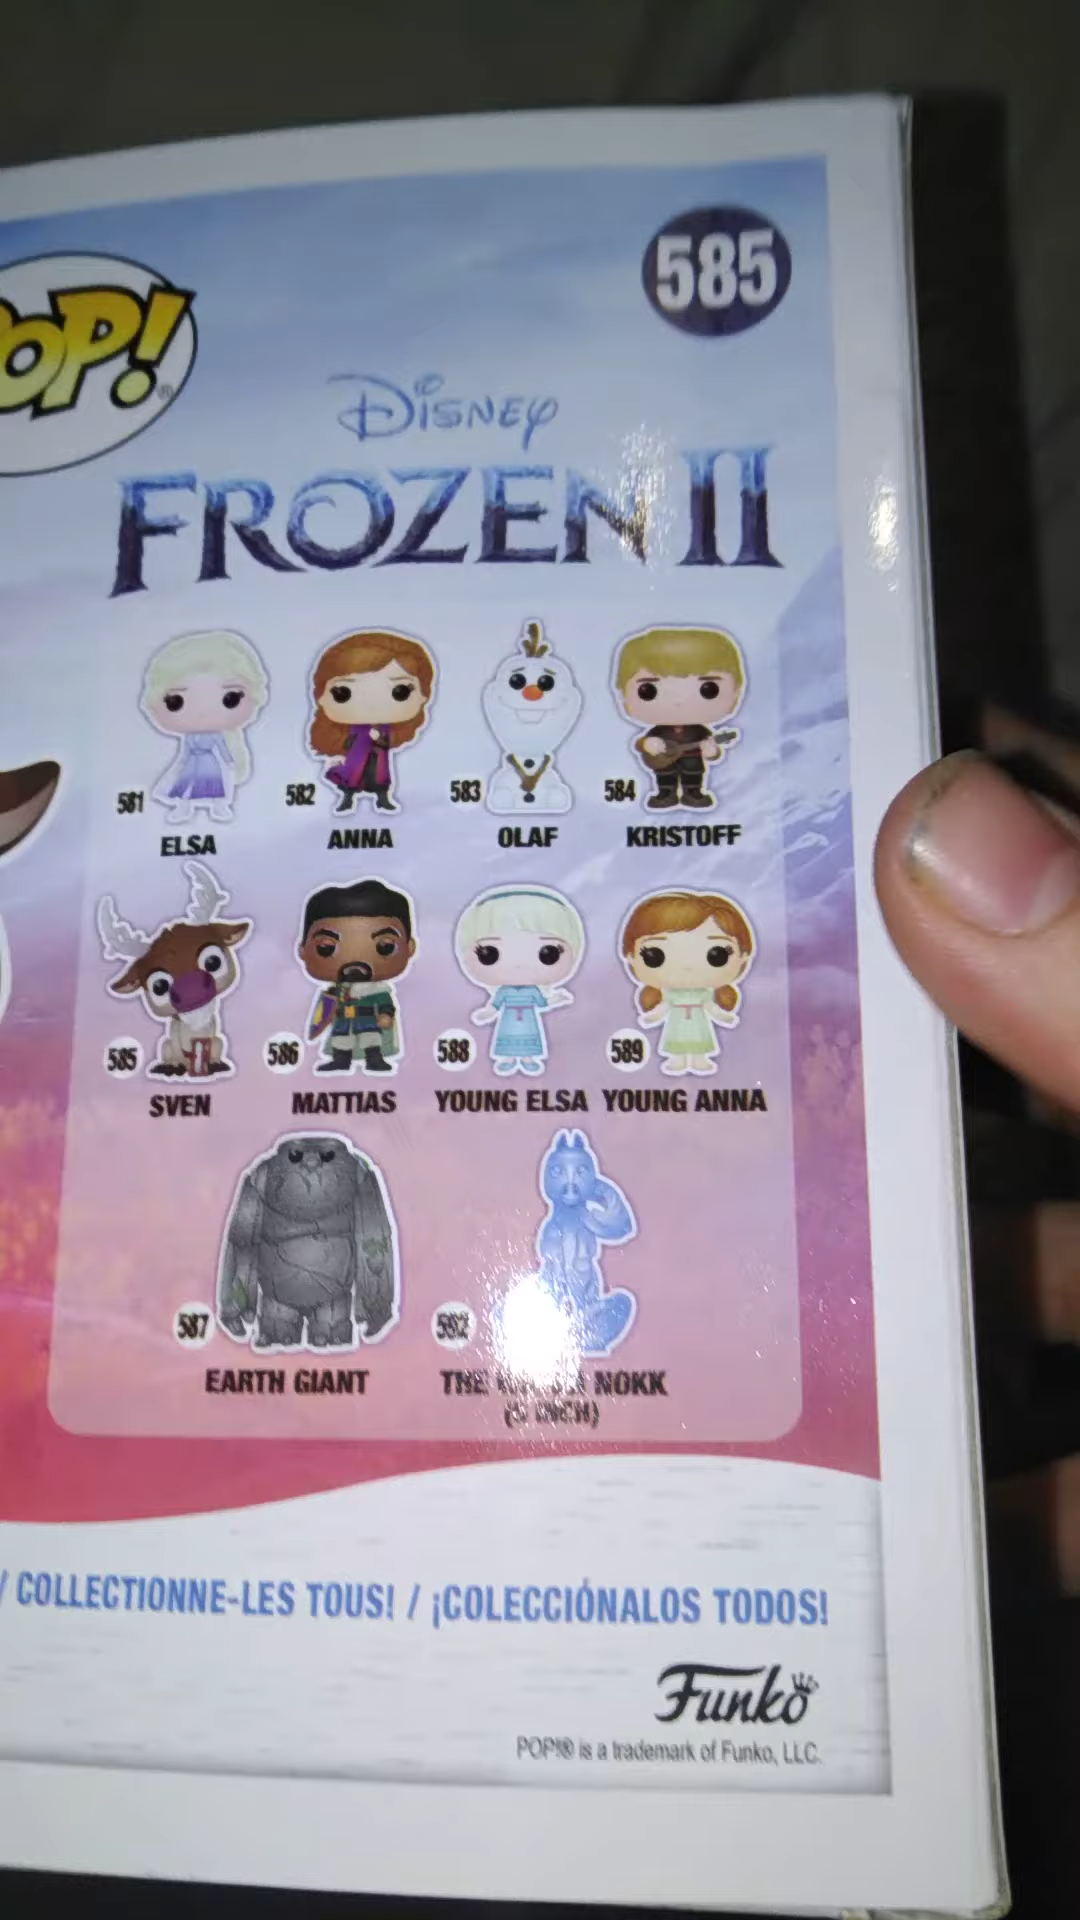 585
POP!®
Disney
FROZEN II
581 582 583 584
ELSA ANNA OLAF KRISTOFF
585 586 588 589
SVEN MATTIAS YOUNG ELSA YOUNG ANNA
587
EARTH GIANT THE NOKK
INCH)
/ COLLECTIONNE-LES TOUS! / ¡COLECCIÓNALOS TODOS!
Funko
POP!® is a trademark of Funko, LLC.